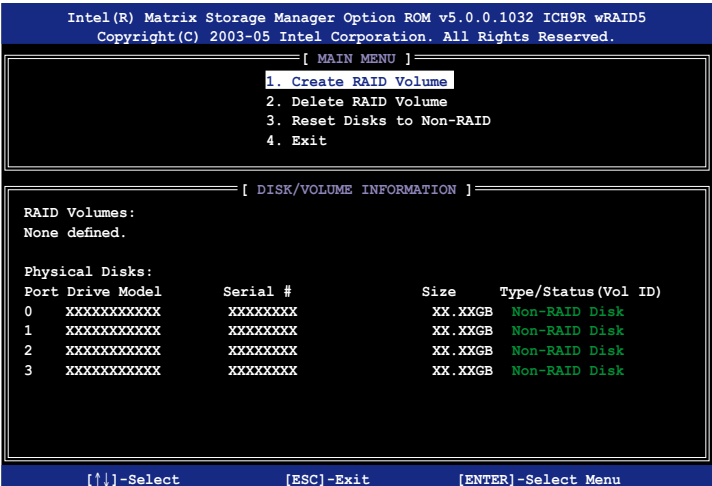 Intel(R) Matrix Storage Manager Option ROM v5.0.0.1032 ICH9R wRAID5
Copyright(C) 2003-05 Intel Corporation. All Rights Reserved.
[ MAIN MENU ]
1. Create RAID Volume
2. Delete RAID Volume
3. Reset Disks to Non-RAID
4. Exit
[ DISK/VOLUME INFORMATION ]
RAID Volumes:
None defined.
Physical Disks:
Port Drive Model Serial # Size Type/Status(Vol ID)
0 XXXXXXXXXXX XXXXXXXX XX.XXGB Non-RAID Disk
1 XXXXXXXXXXX XXXXXXXX XX.XXGB Non-RAID Disk
2 XXXXXXXXXXX XXXXXXXX XX.XXGB Non-RAID Disk
3 XXXXXXXXXXX XXXXXXXX XX.XXGB Non-RAID Disk
[↑↓]-Select [ESC]-Exit [ENTER]-Select Menu